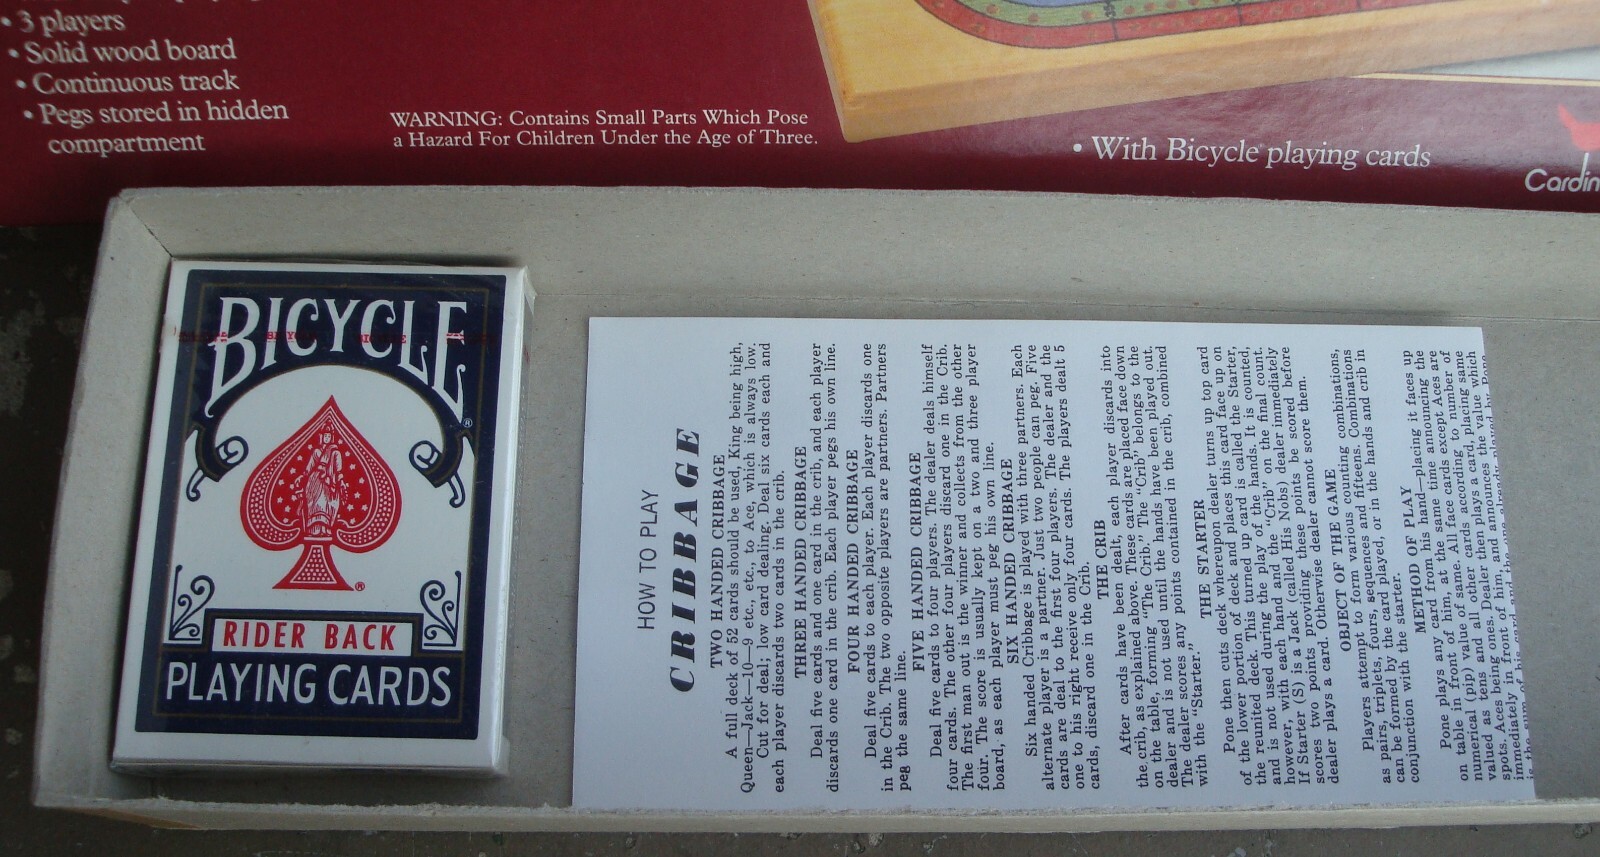 • 3 players
• Solid wood board
• Continuous track
• Pegs stored in hidden
compartment
WARNING: Contains Small Parts Which Pose
a Hazard For Children Under the Age of Three.
• With Bicycle® playing cards
BICYCLE
®
®
RIDER BACK
PLAYING CARDS
HOW TO PLAY
CRIBBAGE
TWO HANDED CRIBBAGE
A full deck of 52 cards should be used, King being high,
Queen—Jack—10—9 etc., etc., to Ace, which is always low.
Cut for deal; low card dealing. Deal six cards each and
each player discards two cards in the crib.
THREE HANDED CRIBBAGE
Deal five cards and one card in the crib, and each player
discards one card in the crib. Each player pegs his own line.
FOUR HANDED CRIBBAGE
Deal five cards to each player. Each player discards one
in the Crib. The two opposite players are partners. Partners
peg the same line.
FIVE HANDED CRIBBAGE
Deal five cards to four players. The dealer deals himself
four cards. The other four players discard one in the Crib.
The first man out is the winner and collects from the other
four. The score is usually kept on a two and three player
board, as each player must peg his own line.
SIX HANDED CRIBBAGE
Six handed Cribbage is played with three partners. Each
alternate player is a partner. Just two people can peg. Five
cards are deal to the first four players. The dealer and the
one to his right receive only four cards. The players dealt 5
cards, discard one in the Crib.
THE CRIB
After cards have been dealt, each player discards into
the crib, as explained above. These cards are placed face down
on the table, forming "The Crib." The "Crib" belongs to the
dealer and is not used until the hands have been played out.
The dealer scores any points contained in the crib, combined
with the "Starter."
THE STARTER
Pone then cuts deck whereupon dealer turns up top card
of the lower portion of deck and places this card face up on
the reunited deck. This turned up card is called the Starter,
and is not used during the play of the hands. It is counted,
however, with each hand and the "Crib" on the final count.
If Starter (S) is a Jack (called His Nobs) dealer immediately
scores two points providing these points be scored before
dealer plays a card. Otherwise dealer cannot score them.
OBJECT OF THE GAME
Players attempt to form various counting combinations,
as pairs, triplets, fours, sequences and fifteens. Combinations
can be formed by the card played, or in the hands and crib in
conjunction with the starter.
METHOD OF PLAY
Pone plays any card from his hand—placing it faces up
on table in front of him, at the same time announcing the
numerical (pip) value of same. All face cards except Aces are
valued as tens and all other cards according to number of
spots. Aces being ones. Dealer then plays a card, placing same
immediately in front of him, and announces the value which
is the sum of his card and the one already played by Pone